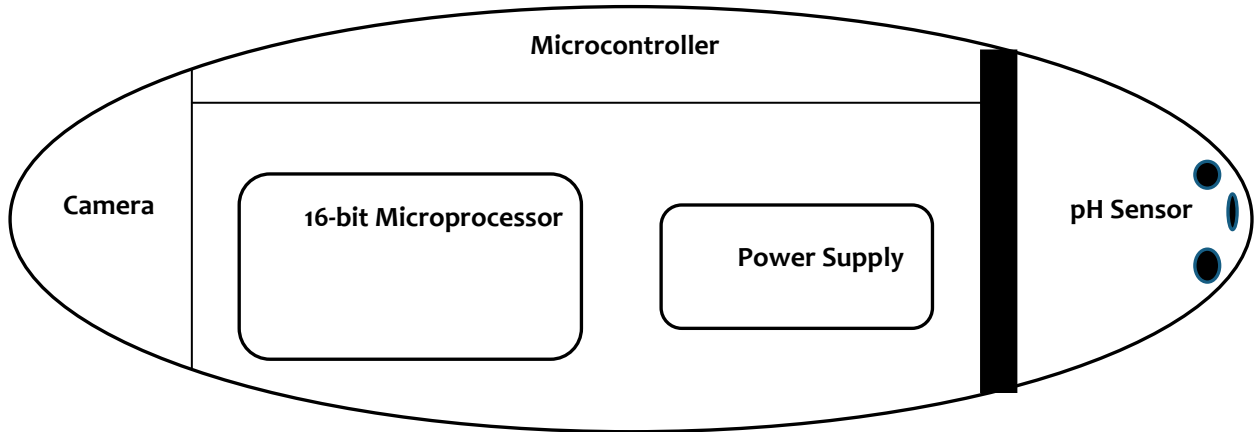 Microcontroller
Camera
16-bit Microprocessor
Power Supply
pH Sensor